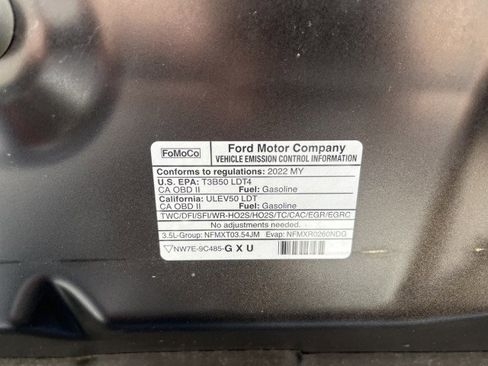 FoMoCo
Ford Motor Company
VEHICLE EMISSION CONTROL INFORMATION
Conforms to regulations: 2022 MY
U.S. EPA: T3B50 LDT4
CA OBD II Fuel: Gasoline
California: ULEV50 LDT
CA OBD II Fuel: Gasoline
TWC/DFI/SFI/WR-HO2S/HO2S/TC/CAC/EGR/EGRC
No adjustments needed.
3.5L-Group: NFMXT03.54JM Evap: NFMXR0260NDG
NW7E-9C485-GXU